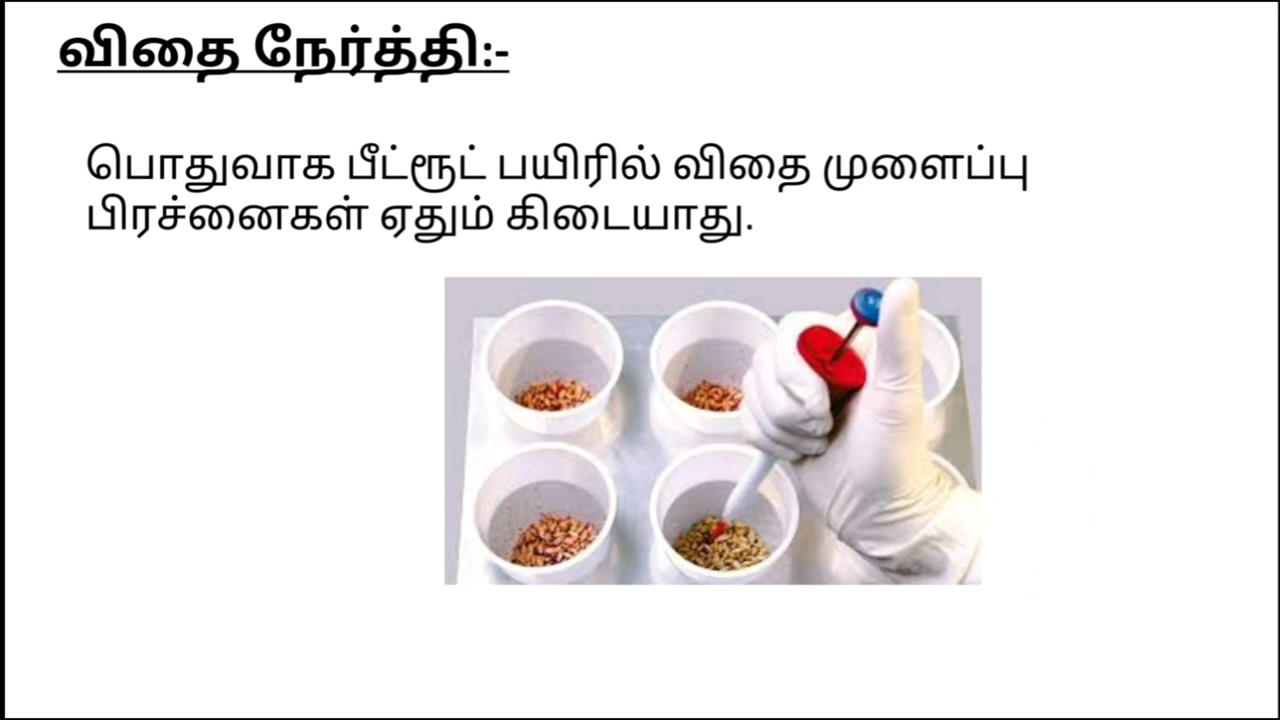 விதை நேர்த்தி:-
பொதுவாக பீட்ரூட் பயிரில் விதை முளைப்பு
பிரச்னைகள் ஏதும் கிடையாது.